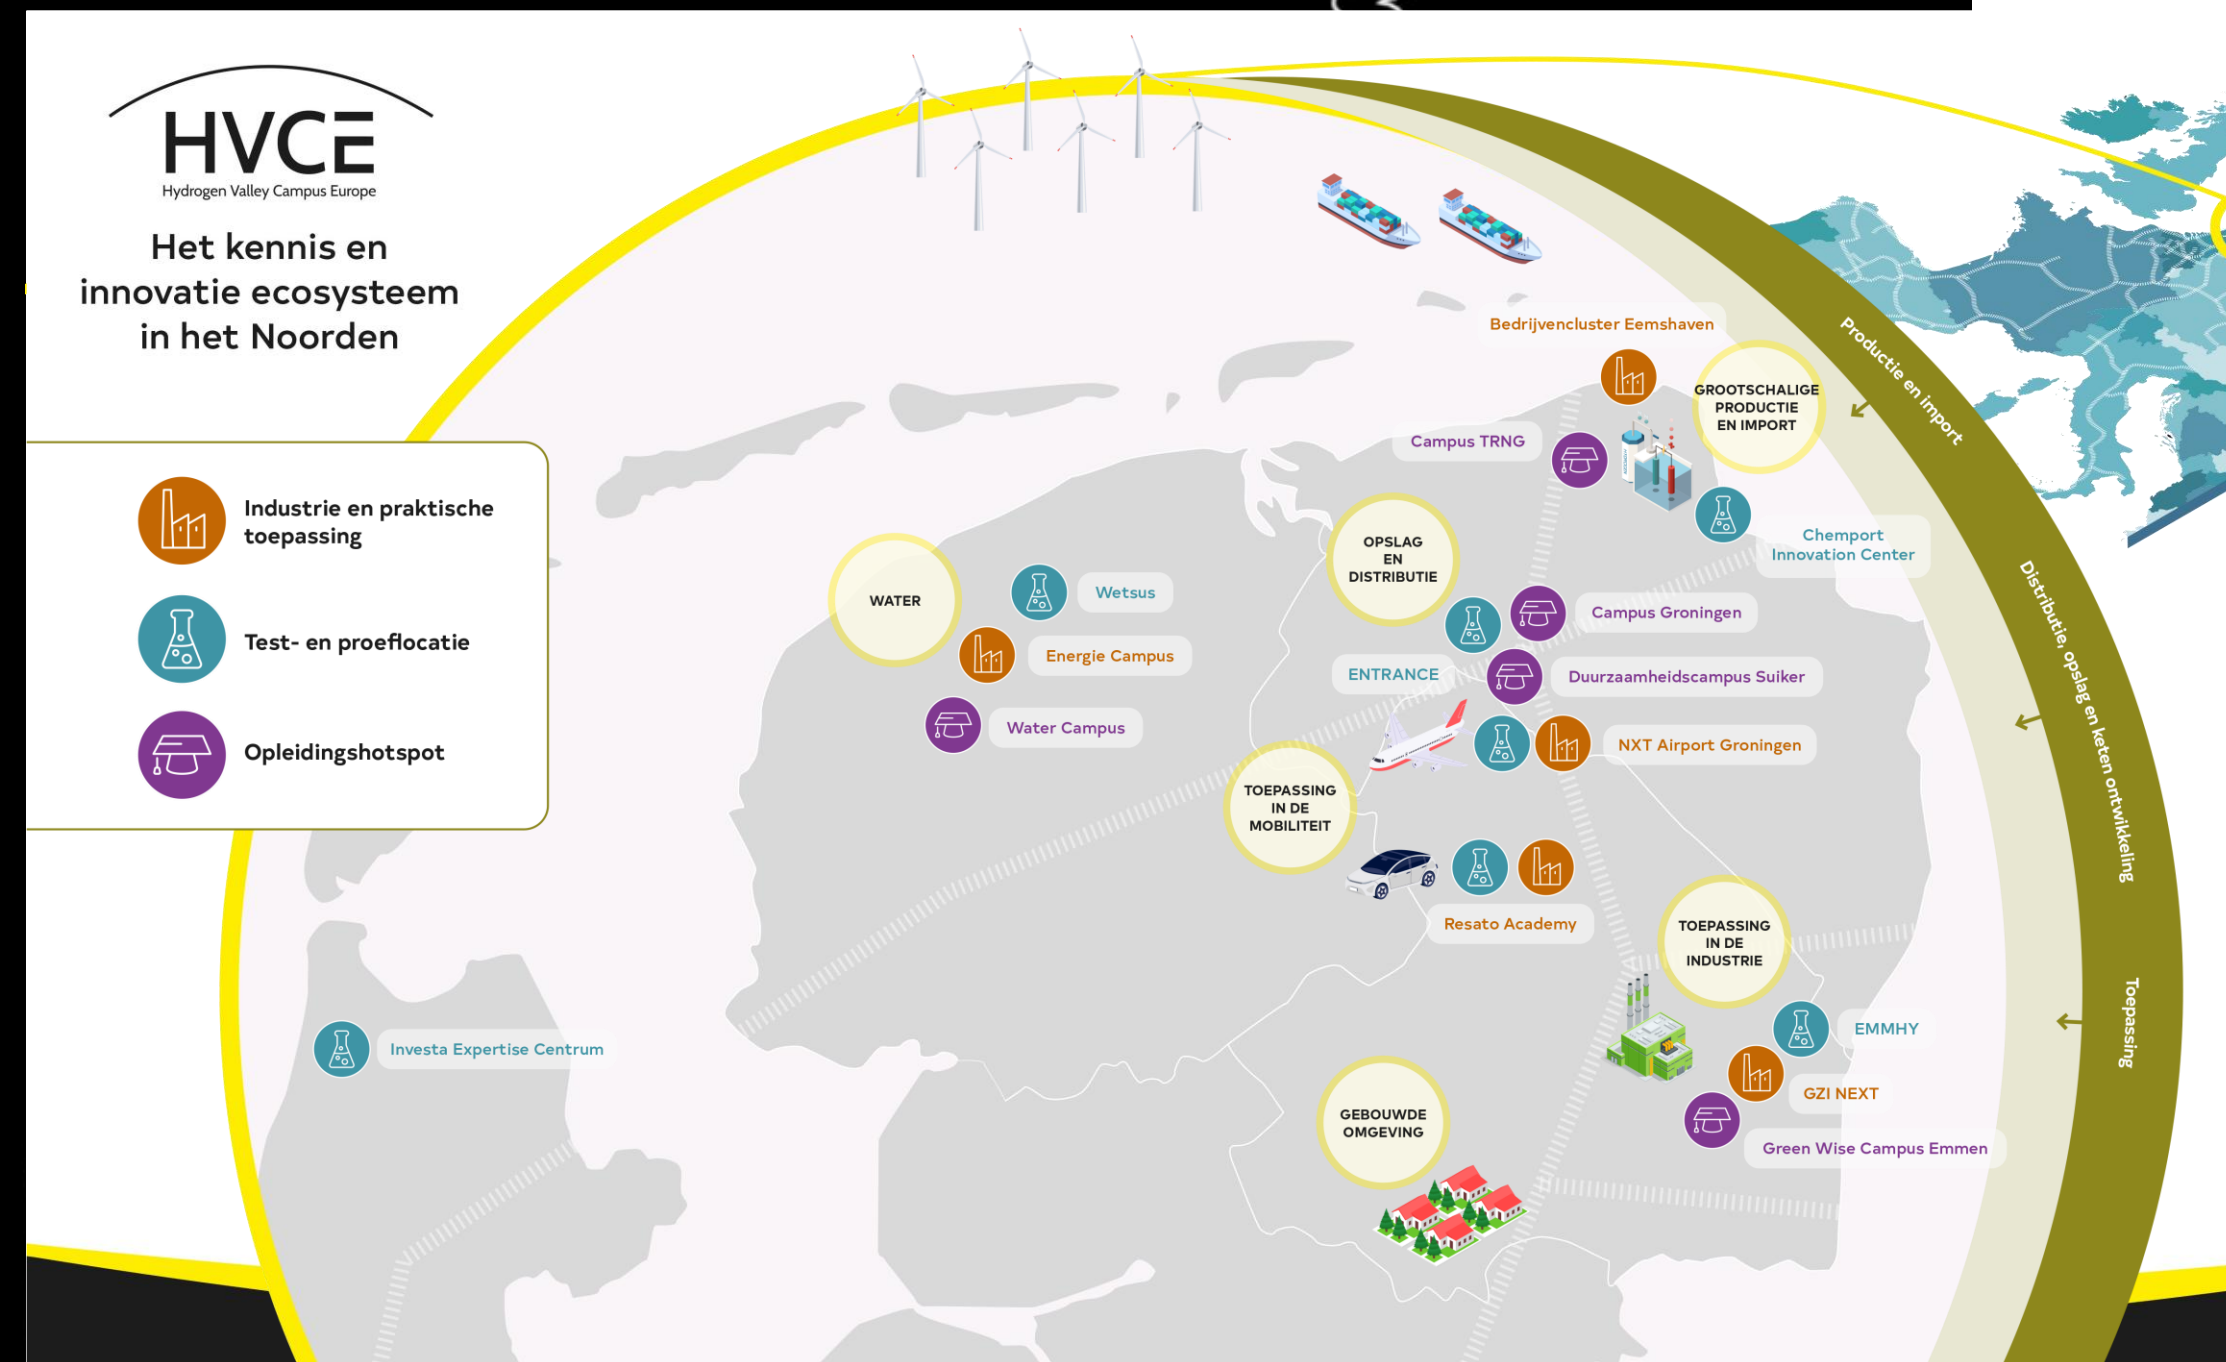 HVCE
Hydrogen Valley Campus Europe
Het kennis en
innovatie ecosysteem
in het Noorden
Industrie en praktische
toepassing
Test- en proeflocatie
Opleidingshotspot
Bedrijvencluster Eemshaven
GROOTSCHALIGE
PRODUCTIE
EN IMPORT
Productie en import
Campus TRNG
Chemport
Innovation Center
OPSLAG
EN
DISTRIBUTIE
WATER
Wetsus
Energie Campus
Water Campus
Campus Groningen
ENTRANCE
Duurzaamheidscampus Suiker
NXT Airport Groningen
Distributie, opslag en keten ontwikkeling
TOEPASSING
IN DE
MOBILITEIT
Resato Academy
TOEPASSING
IN DE
INDUSTRIE
Toepassing
EMMHY
GZI NEXT
Green Wise Campus Emmen
Investa Expertise Centrum
GEBOUWDE
OMGEVING